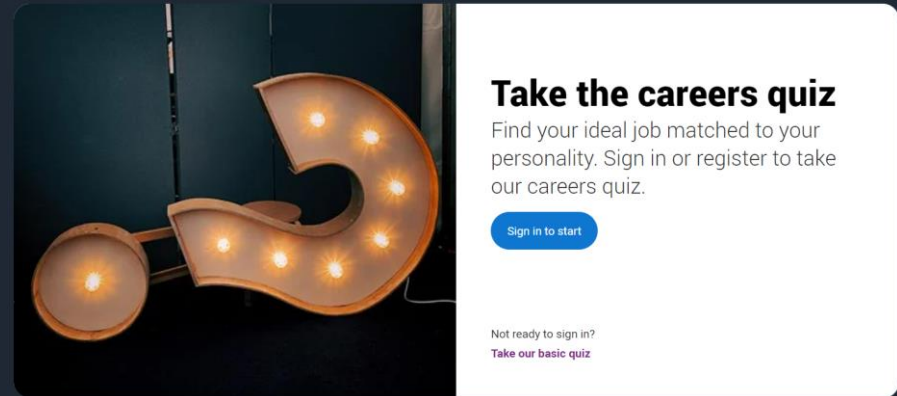 Take the careers quiz
Find your ideal job matched to your
personality. Sign in or register to take
our careers quiz.
Sign in to start
Not ready to sign in?
Take our basic quiz